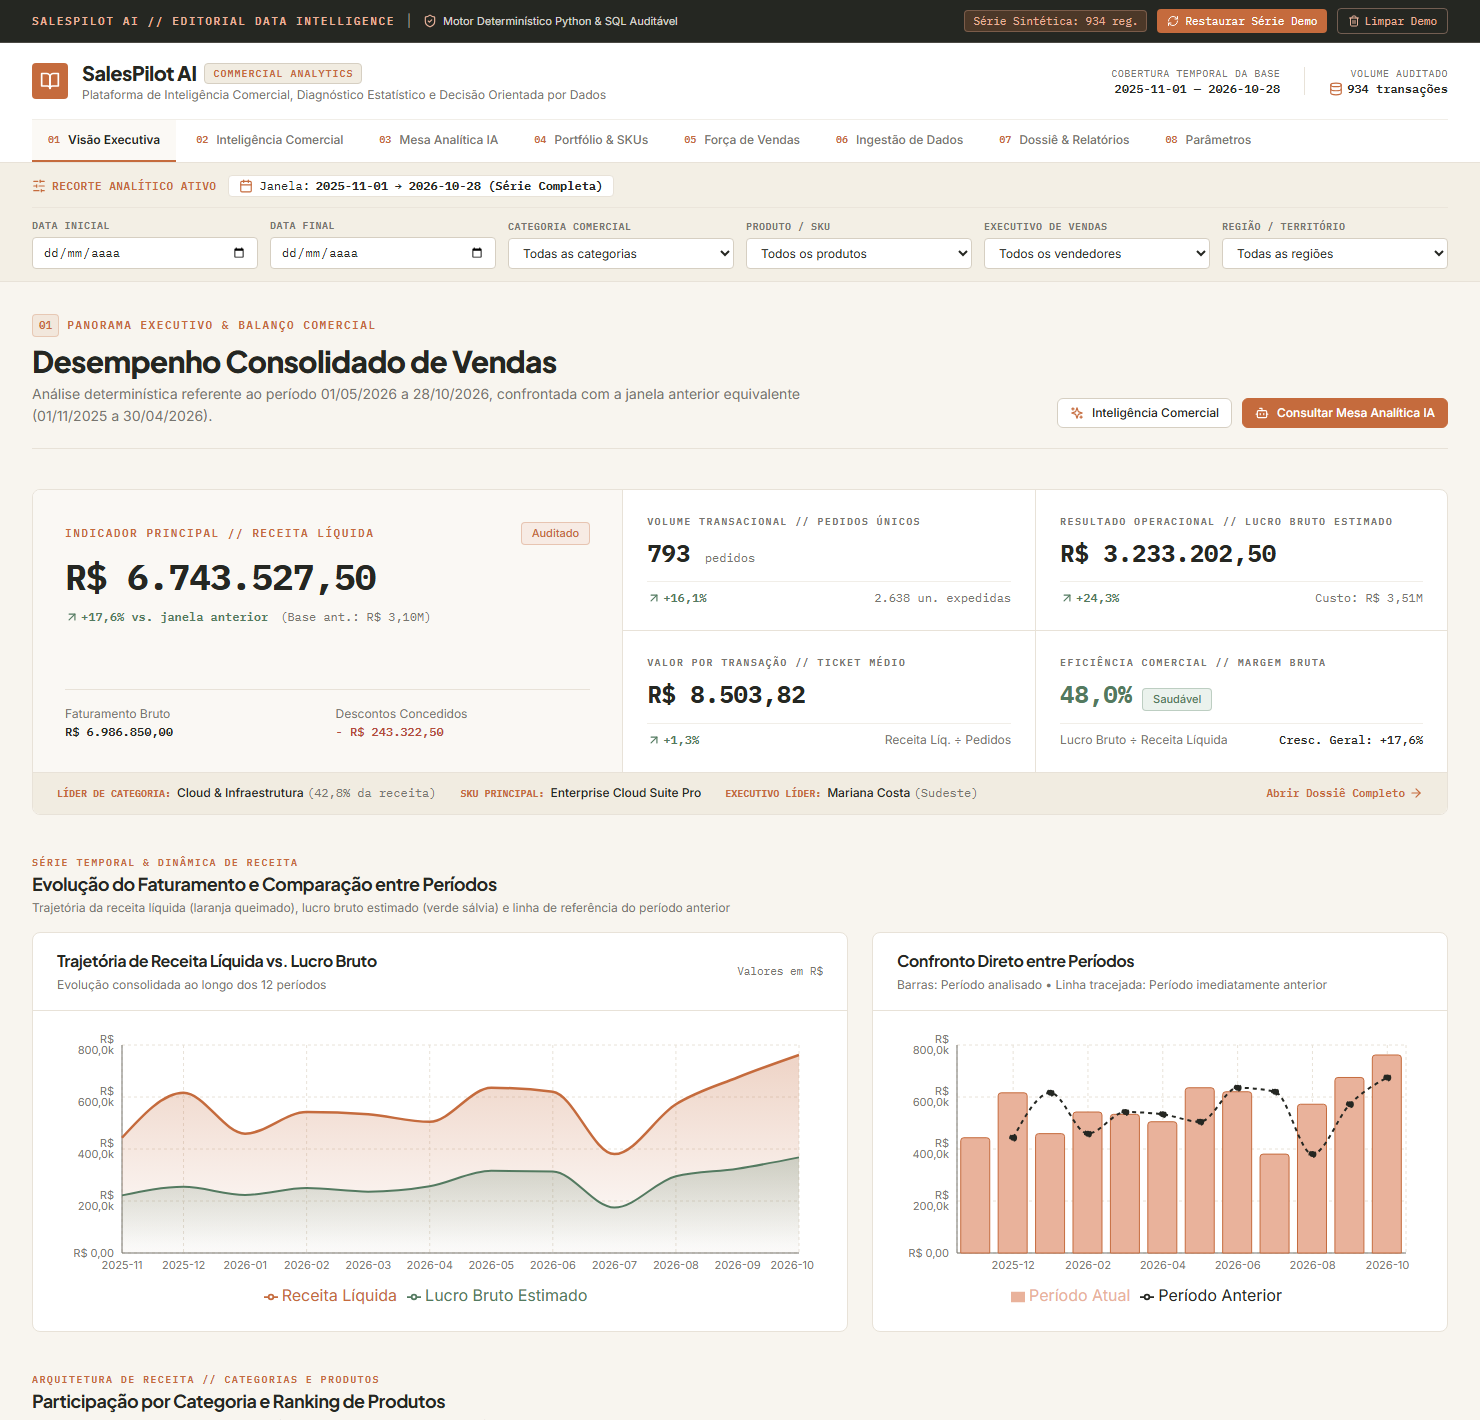 SALESPILOT AI // EDITORIAL DATA INTELLIGENCE | Motor Determinístico Python & SQL Auditável
Série Sintética: 934 reg.
Restaurar Série Demo
Limpar Demo
SalesPilot AI COMMERCIAL ANALYTICS
Plataforma de Inteligência Comercial, Diagnóstico Estatístico e Decisão Orientada por Dados
COBERTURA TEMPORAL DA BASE
2025-11-01 — 2026-10-28
VOLUME AUDITADO
934 transações
01 Visão Executiva
02 Inteligência Comercial
03 Mesa Analítica IA
04 Portfólio & SKUs
05 Força de Vendas
06 Ingestão de Dados
07 Dossiê & Relatórios
08 Parâmetros
RECORTE ANALÍTICO ATIVO
Janela: 2025-11-01 → 2026-10-28 (Série Completa)
DATA INICIAL
dd/mm/aaaa
DATA FINAL
dd/mm/aaaa
CATEGORIA COMERCIAL
Todas as categorias
PRODUTO / SKU
Todos os produtos
EXECUTIVO DE VENDAS
Todos os vendedores
REGIÃO / TERRITÓRIO
Todas as regiões
01 PANORAMA EXECUTIVO & BALANÇO COMERCIAL
Desempenho Consolidado de Vendas
Análise determinística referente ao período 01/05/2026 a 28/10/2026, confrontada com a janela anterior equivalente
(01/11/2025 a 30/04/2026).
Inteligência Comercial
Consultar Mesa Analítica IA
INDICADOR PRINCIPAL // RECEITA LÍQUIDA
Auditado
R$ 6.743.527,50
+17,6% vs. janela anterior (Base ant.: R$ 3,10M)
Faturamento Bruto
R$ 6.986.850,00
Descontos Concedidos
- R$ 243.322,50
VOLUME TRANSACIONAL // PEDIDOS ÚNICOS
793 pedidos
+16,1%
2.638 un. expedidas
RESULTADO OPERACIONAL // LUCRO BRUTO ESTIMADO
R$ 3.233.202,50
+24,3%
Custo: R$ 3,51M
VALOR POR TRANSAÇÃO // TICKET MÉDIO
R$ 8.503,82
+1,3%
Receita Líq. ÷ Pedidos
EFICIÊNCIA COMERCIAL // MARGEM BRUTA
48,0% Saudável
Lucro Bruto ÷ Receita Líquida
Cresc. Geral: +17,6%
LÍDER DE CATEGORIA: Cloud & Infraestrutura (42,8% da receita)
SKU PRINCIPAL: Enterprise Cloud Suite Pro
EXECUTIVO LÍDER: Mariana Costa (Sudeste)
Abrir Dossiê Completo →
SÉRIE TEMPORAL & DINÂMICA DE RECEITA
Evolução do Faturamento e Comparação entre Períodos
Trajetória da receita líquida (laranja queimado), lucro bruto estimado (verde sálvia) e linha de referência do período anterior
Trajetória de Receita Líquida vs. Lucro Bruto
Evolução consolidada ao longo dos 12 períodos
Valores em R$
R$
800,0k
R$
600,0k
R$
400,0k
R$
200,0k
R$ 0,00
2025-11 2025-12 2026-01 2026-02 2026-03 2026-04 2026-05 2026-06 2026-07 2026-08 2026-09 2026-10
Receita Líquida Lucro Bruto Estimado
Confronto Direto entre Períodos
Barras: Período analisado • Linha tracejada: Período imediatamente anterior
R$
800,0k
R$
600,0k
R$
400,0k
R$
200,0k
R$ 0,00
2025-12 2026-02 2026-04 2026-06 2026-08 2026-10
Período Atual Período Anterior
ARQUITETURA DE RECEITA // CATEGORIAS E PRODUTOS
Participação por Categoria e Ranking de Produtos